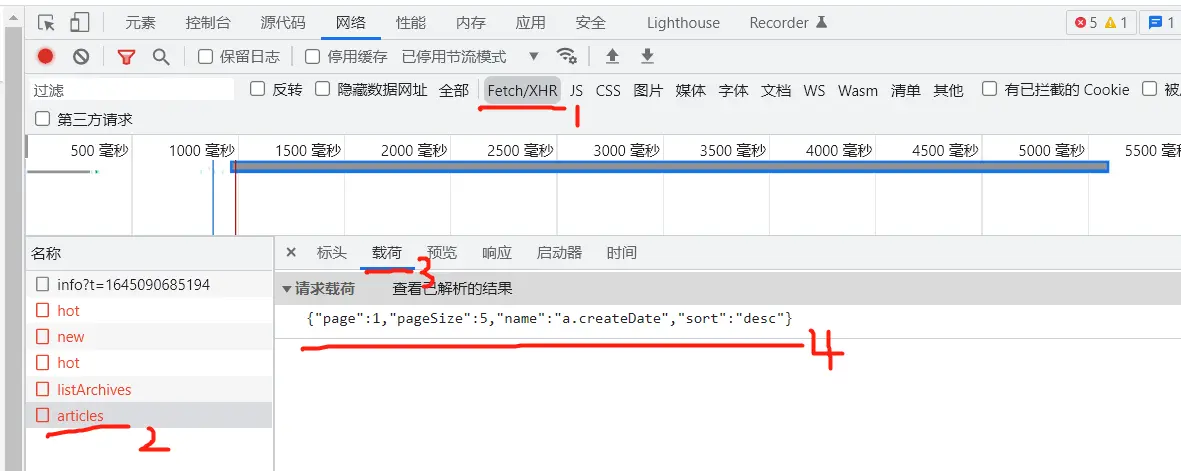 元素 控制台 源代码 网络 性能 内存 应用 安全 Lighthouse Recorder 5 1 1
保留日志 停用缓存 已停用节流模式
过滤 反转 隐藏数据网址 全部 Fetch/XHR JS CSS 图片 媒体 字体 文档 WS Wasm 清单 其他 有已拦截的 Cookie 被
1
第三方请求
500 毫秒 1000 毫秒 1500 毫秒 2000 毫秒 2500 毫秒 3000 毫秒 3500 毫秒 4000 毫秒 4500 毫秒 5000 毫秒 5500 毫秒
名称 × 标头 载荷 预览 响应 启动器 时间
3
info?t=1645090685194 ▼请求载荷 查看已解析的结果
hot {"page":1,"pageSize":5,"name":"a.createDate","sort":"desc"}
4
new
hot
listArchives
articles
2